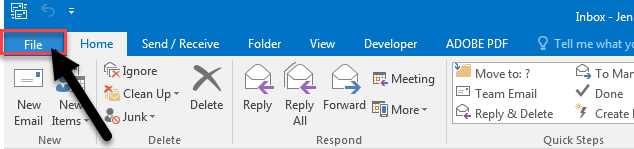 Inbox - Jen
File Home Send / Receive Folder View Developer ADOBE PDF Tell me what you
New Email
New Items
Ignore
Clean Up
Junk
Delete
Reply
Reply All
Forward
Meeting
More
Move to: ?
Team Email
Reply & Delete
To Man
Done
Create
New Delete Respond Quick Steps